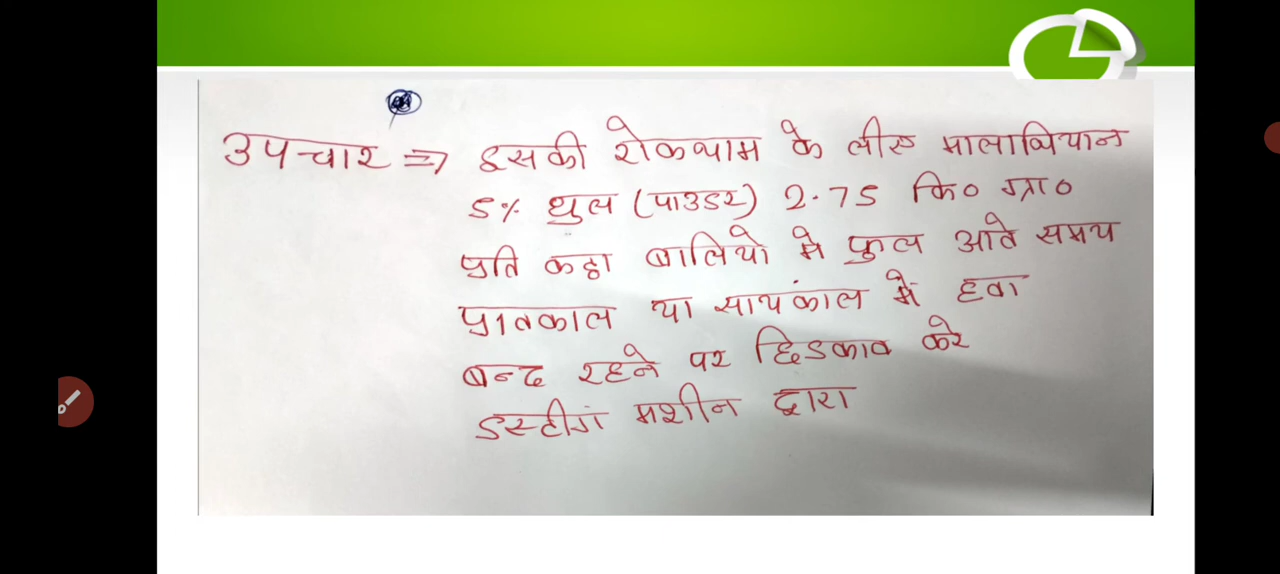 उपचार ⇒ इसकी रोकथाम के लीए मालाथियान
5% धुल (पाउडर) 2.75 कि० ग्रा०
प्रति कठ्ठा बालियो मे फुल आते समय
प्रातकाल या सायंकाल में हवा
बन्द रहने पर छिडकाव करे
डस्टीगं मशीन द्वारा